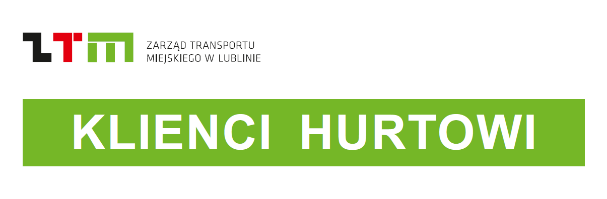 ZTM
ZARZĄD TRANSPORTU
MIEJSKIEGO W LUBLINIE
KLIENCI HURTOWI